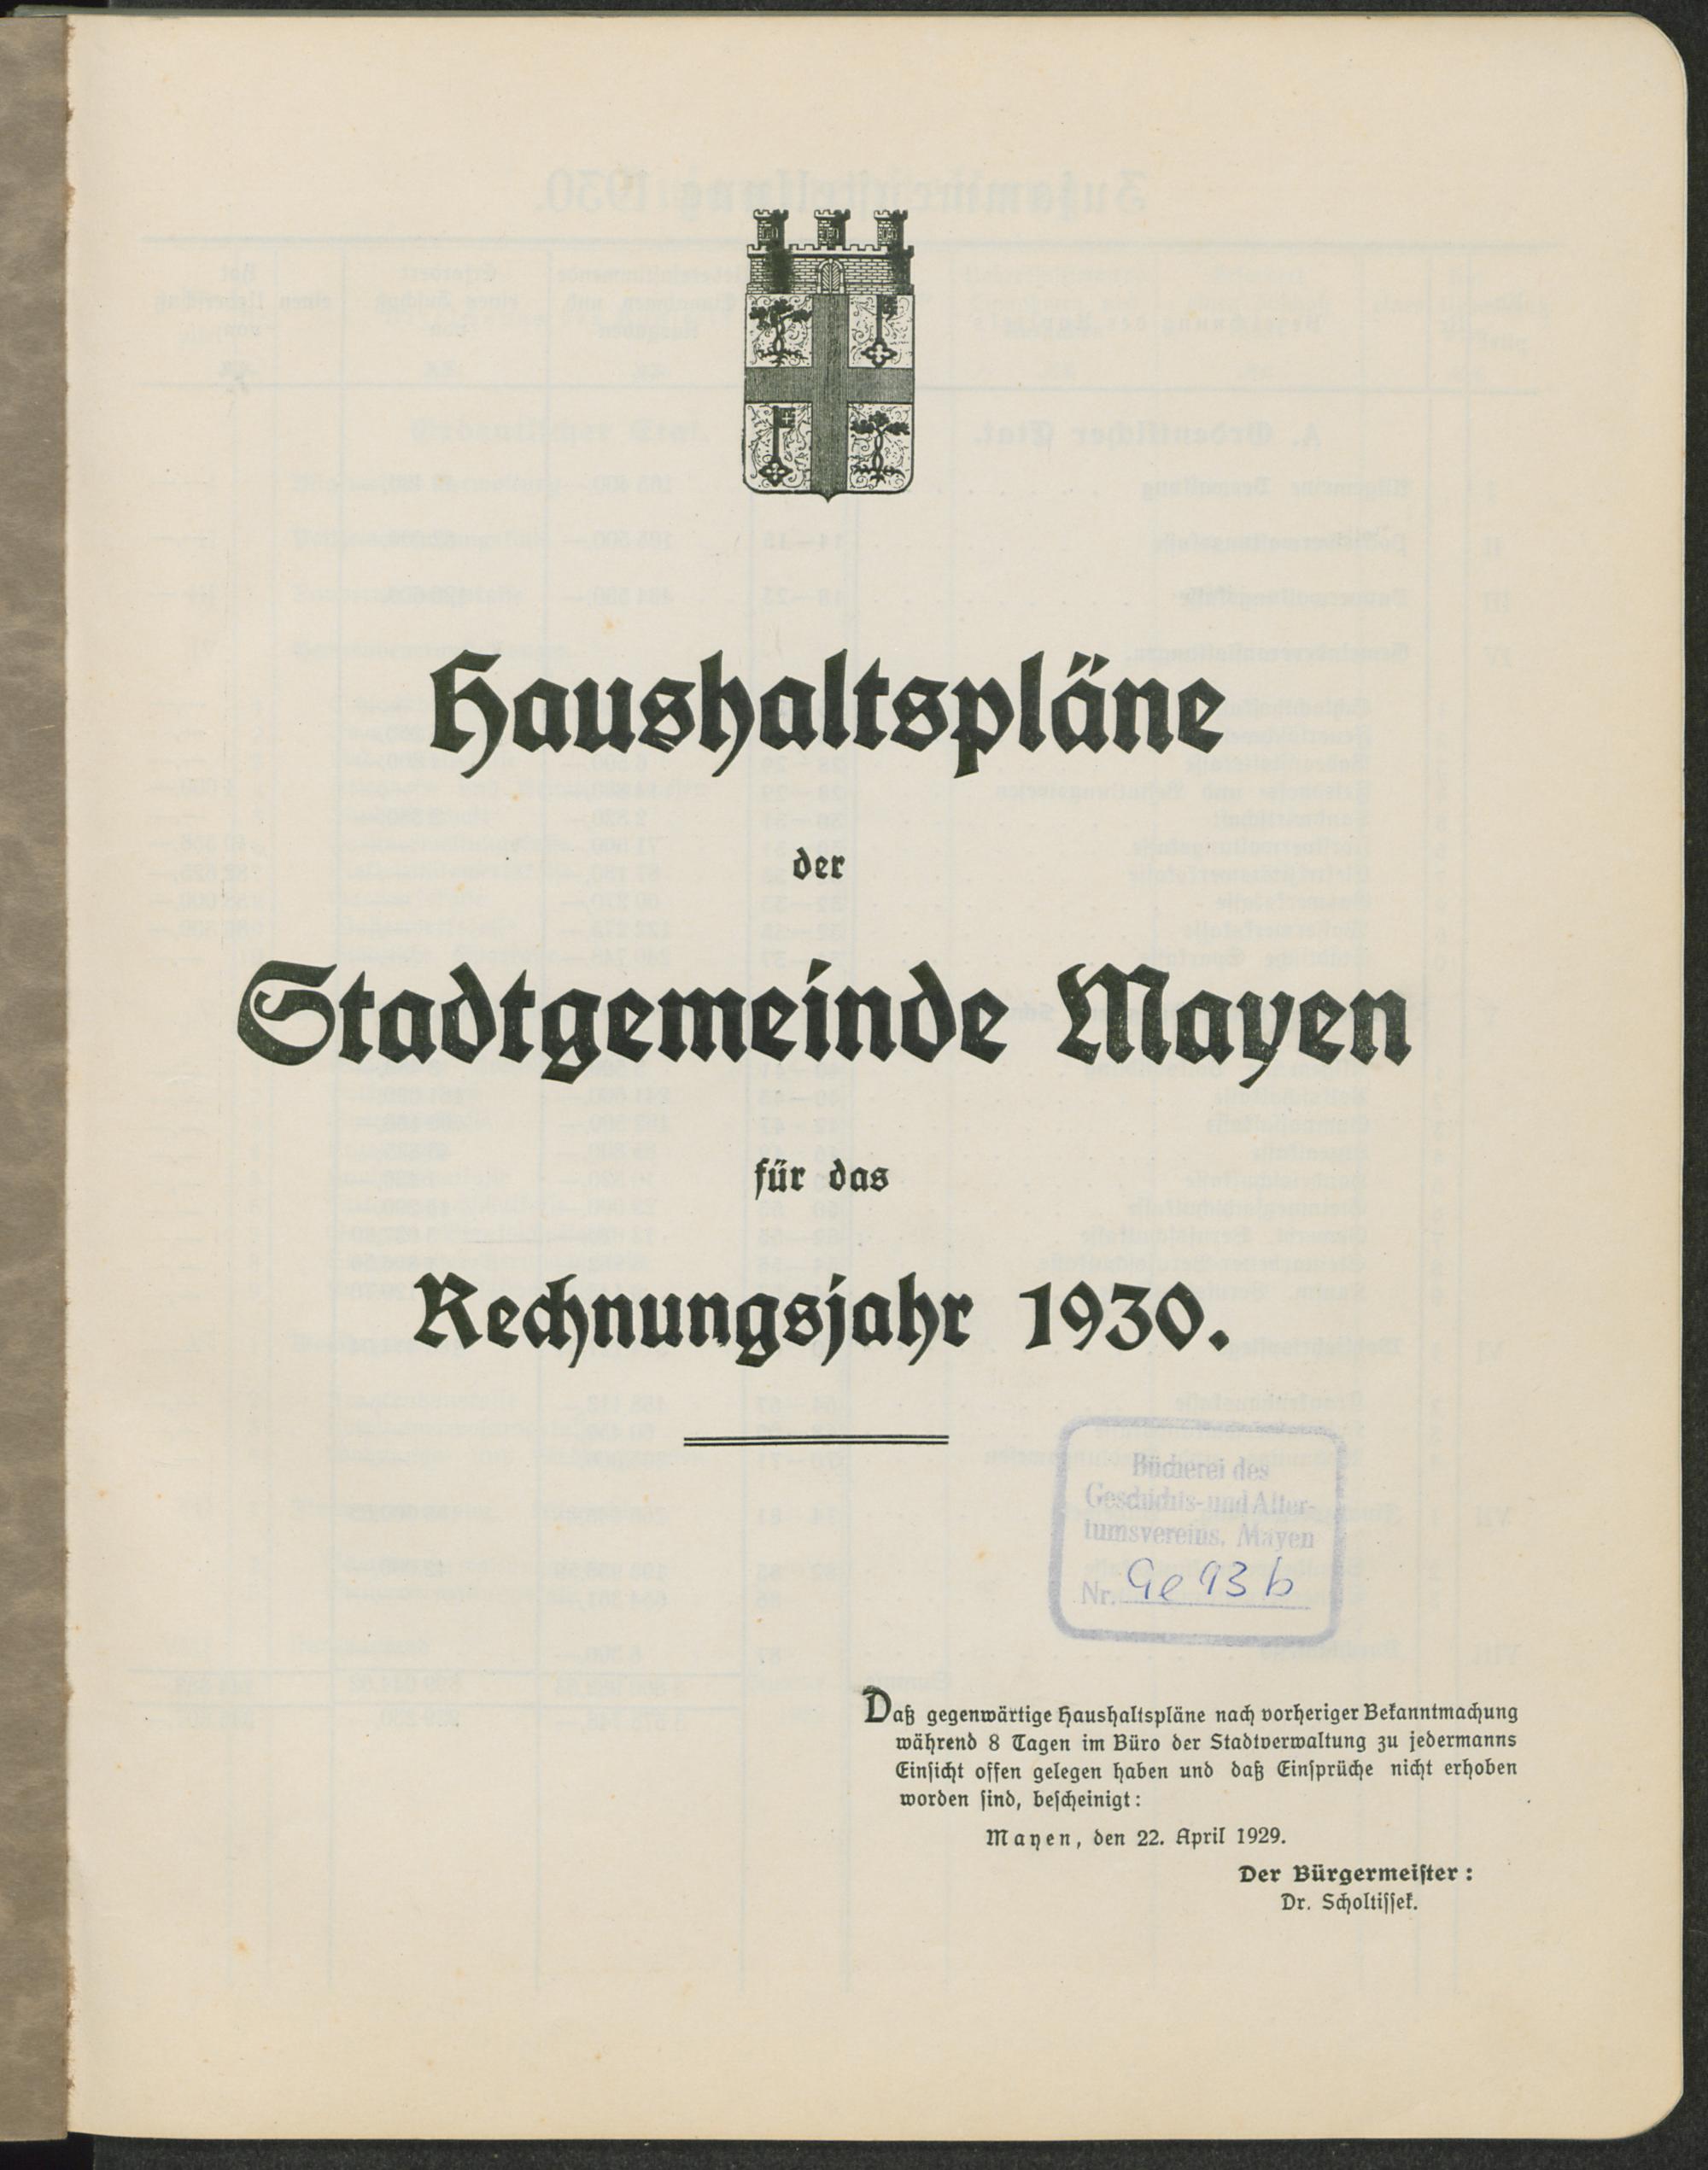 Haushaltspläne
der
Stadtgemeinde Mayen
für das
Rechnungsjahr 1930.
Bücherei des
Geschichts- und Alter-
tumsvereins, Mayen
Nr. Ge 93 b
Daß gegenwärtige Haushaltspläne nach vorheriger Bekanntmachung
während 8 Tagen im Büro der Stadtverwaltung zu jedermanns
Einsicht offen gelegen haben und daß Einsprüche nicht erhoben
worden sind, bescheinigt:
Mayen, den 22. April 1929.
Der Bürgermeister:
Dr. Scholtissek.